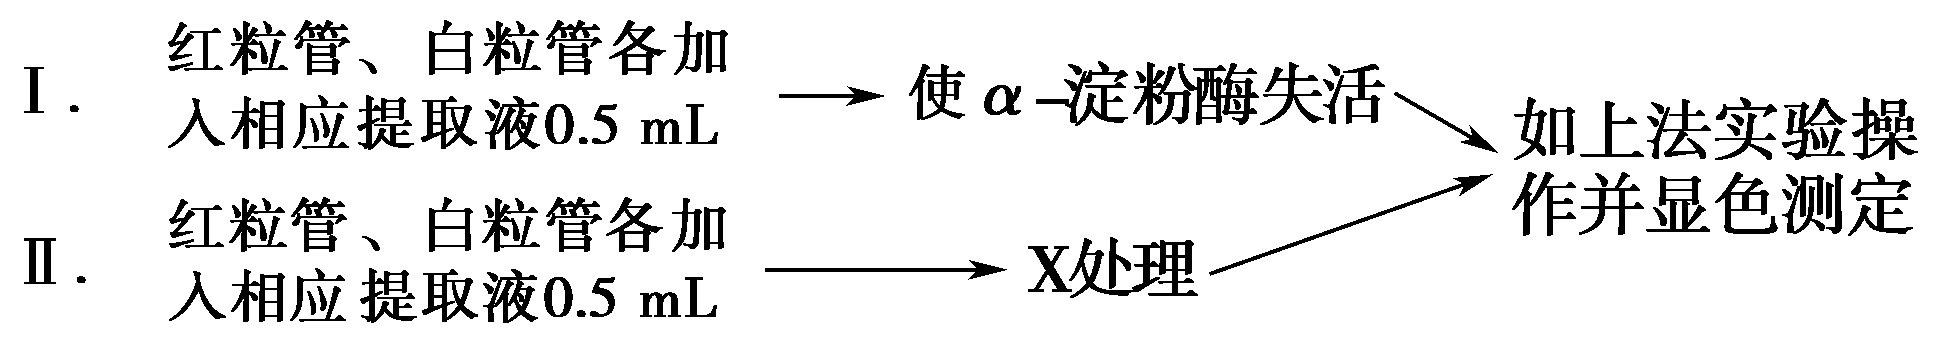 Ⅰ.
红粒管、白粒管各加
入相应提取液0.5 mL
使α-淀粉酶失活
Ⅱ.
红粒管、白粒管各加
入相应提取液0.5 mL
X处理
如上法实验操
作并显色测定